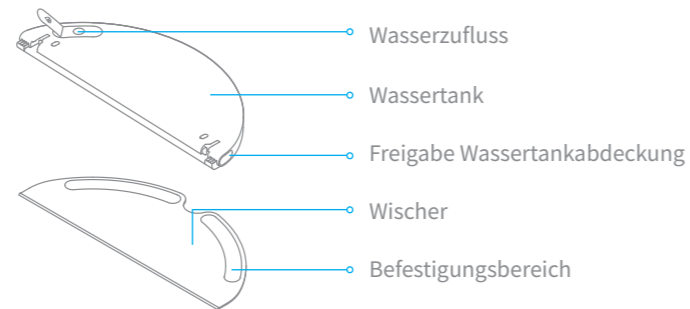 Wasserzufluss
Wassertank
Freigabe Wassertankabdeckung
Wischer
Befestigungsbereich